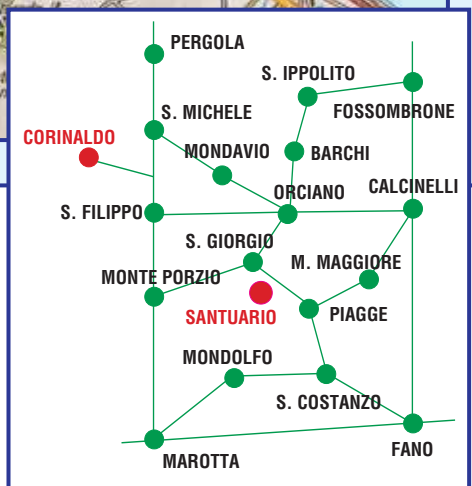 PERGOLA
S. IPPOLITO
FOSSOMBRONE
S. MICHELE
CORINALDO
MONDAVIO
BARCHI
ORCIANO
CALCINELLI
S. FILIPPO
S. GIORGIO
M. MAGGIORE
MONTE PORZIO
SANTUARIO
PIAGGE
MONDOLFO
S. COSTANZO
FANO
MAROTTA